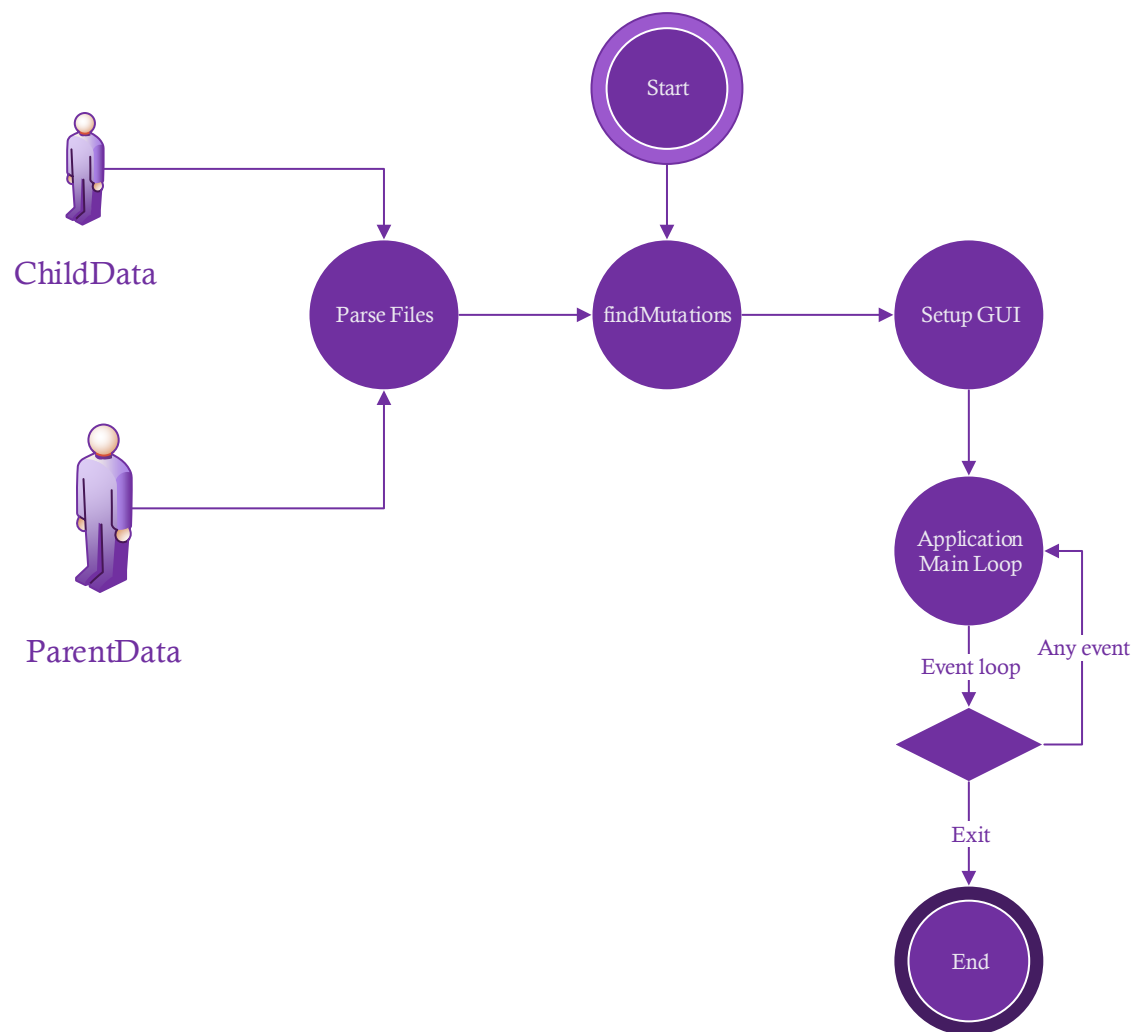 Start
ChildData
Parse Files
findMutations
Setup GUI
Application
Main Loop
ParentData
Any event
Event loop
Exit
End